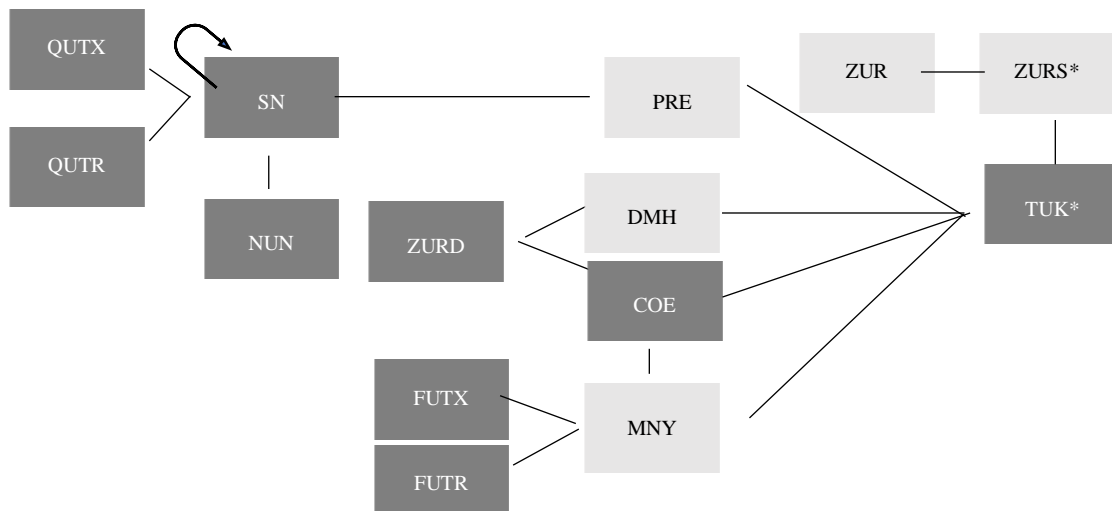 QUTX
ZUR
ZURS*
SN
PRE
QUTR
TUK*
DMH
NUN
ZURD
COE
FUTX
MNY
FUTR